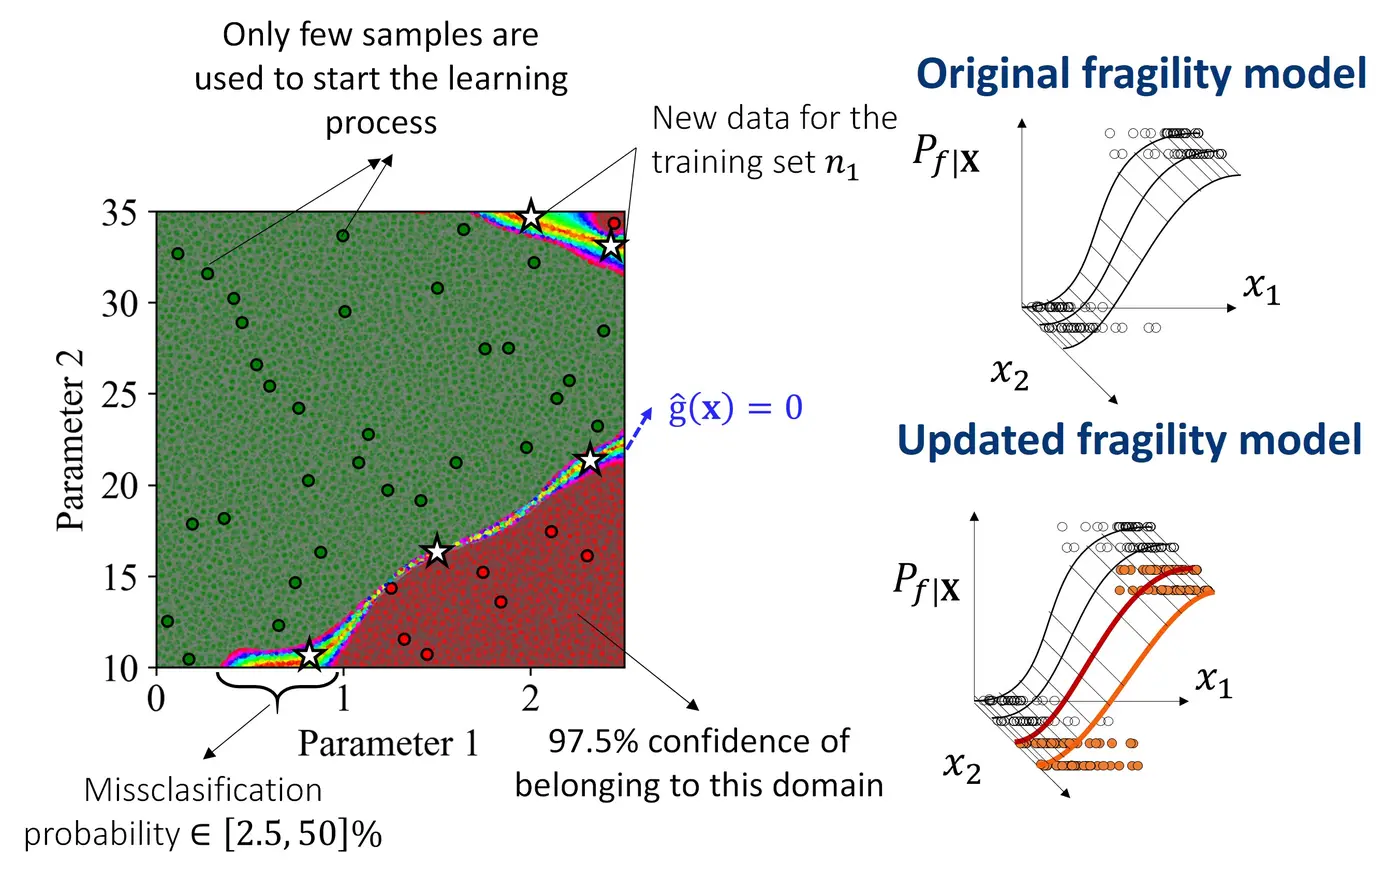 Only few samples are
used to start the learning
process
New data for the
training set n₁
35
30
25
20
15
10
Parameter 2
0
1
2
Parameter 1
ĝ(𝐱) = 0
Missclasification
probability ∈ [2.5, 50]%
97.5% confidence of
belonging to this domain
Original fragility model
P_f|𝐗
x₁
x₂
Updated fragility model
P_f|𝐗
x₁
x₂